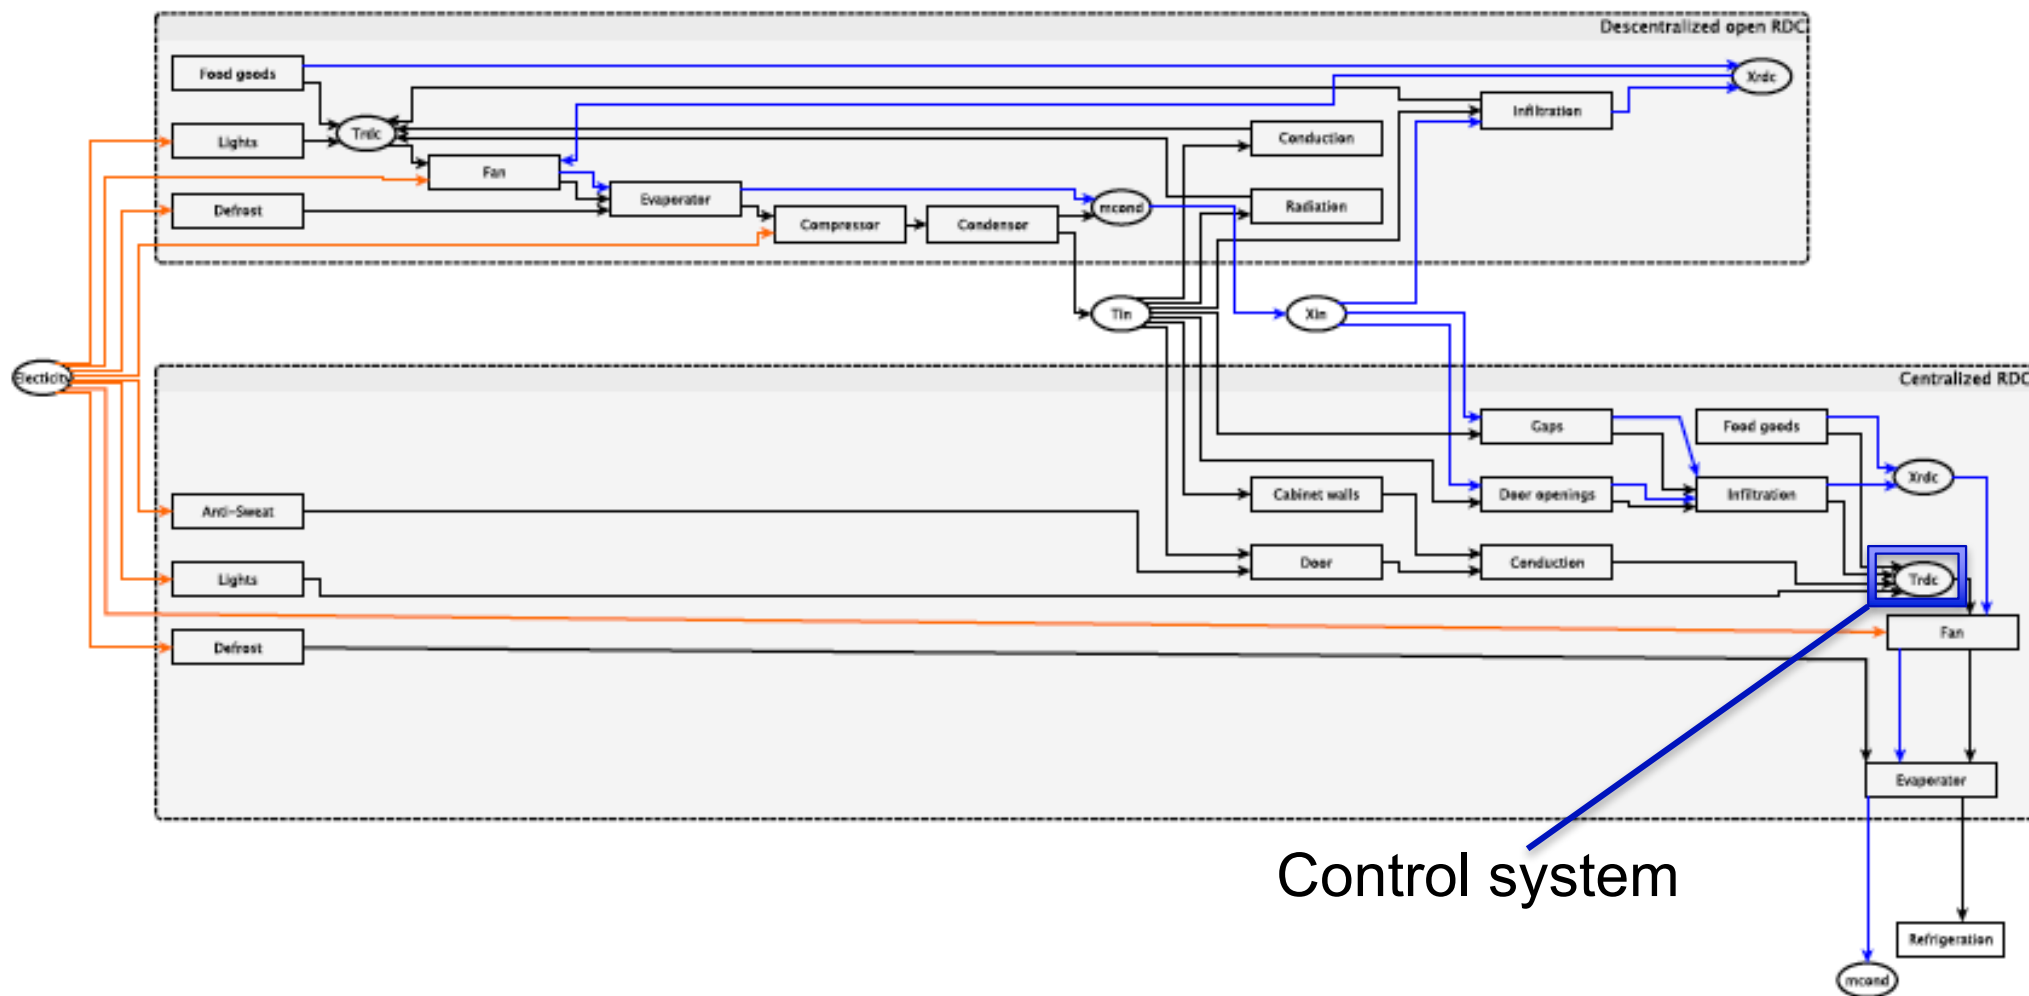 Descentralized open RDC
Food goods
Xrdc
Infiltration
Lights
Trdc
Conduction
Fan
Evaporator
Defrost
mcond
Radiation
Compressor
Condensor
Tin
Xin
Electicity
Centralized RDC
Gaps
Food goods
Xrdc
Cabinet walls
Door openings
Infiltration
Anti-Sweat
Door
Conduction
Lights
Trdc
Fan
Defrost
Evaporator
Control system
Refrigeration
mcond